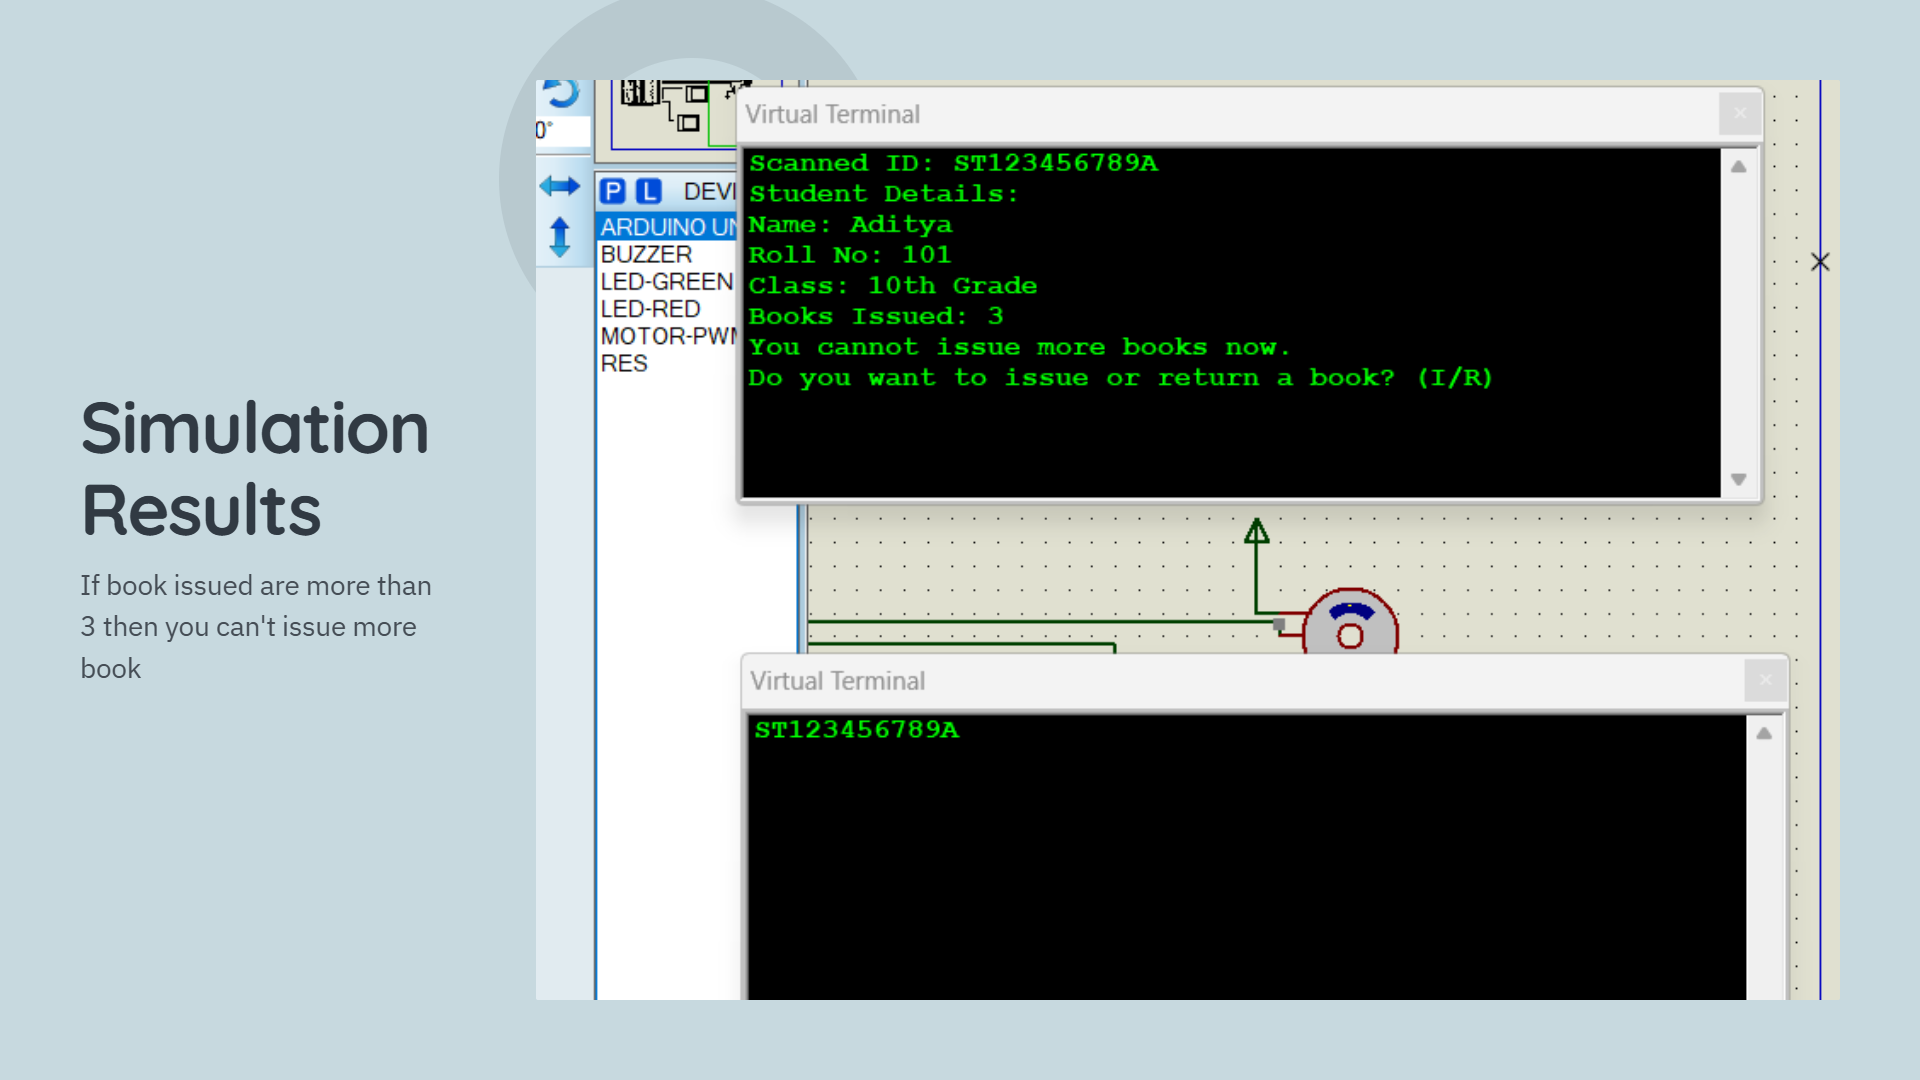 Simulation
Results
If book issued are more than
3 then you can't issue more
book
0°
P L DEVI
ARDUINO UN
BUZZER
LED-GREEN
LED-RED
MOTOR-PWM
RES
Virtual Terminal
Scanned ID: ST123456789A
Student Details:
Name: Aditya
Roll No: 101
Class: 10th Grade
Books Issued: 3
You cannot issue more books now.
Do you want to issue or return a book? (I/R)
Virtual Terminal
ST123456789A